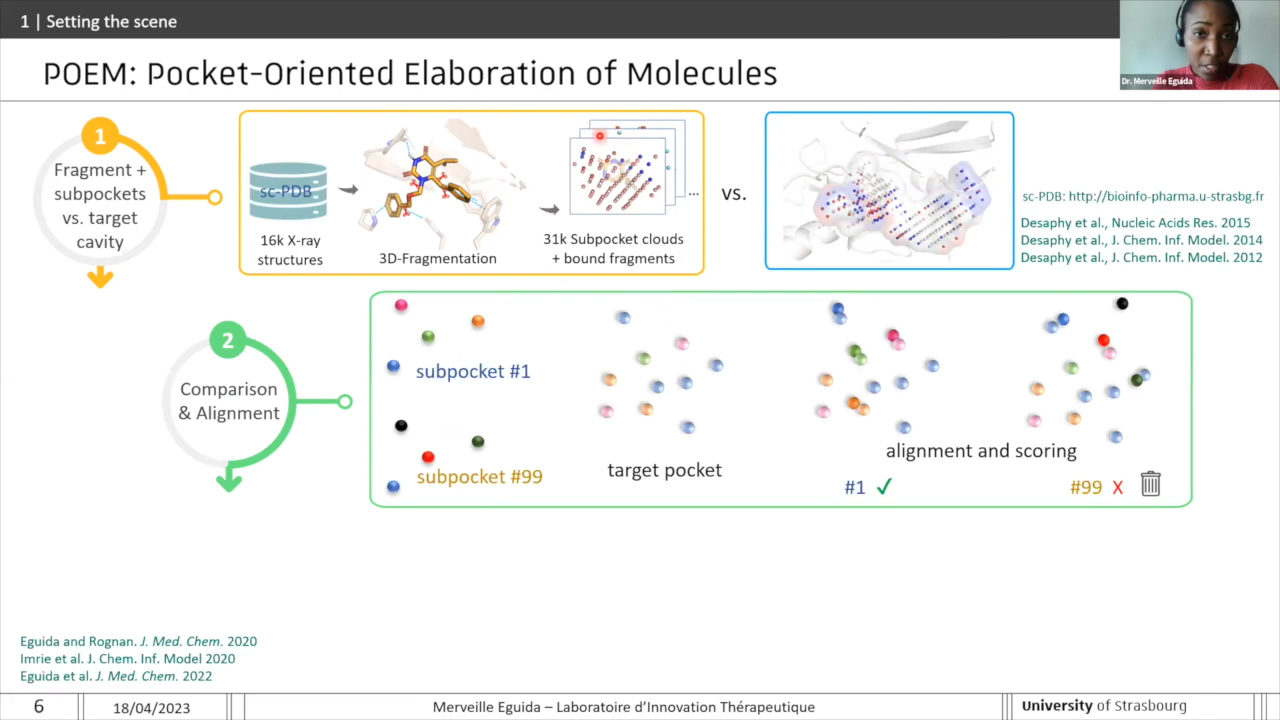 1 | Setting the scene
Dr. Merveille Eguida
POEM: Pocket-Oriented Elaboration of Molecules
1
Fragment +
subpockets
vs. target
cavity
sc-PDB
16k X-ray
structures
3D-Fragmentation
31k Subpocket clouds
+ bound fragments
...
vs.
sc-PDB: http://bioinfo-pharma.u-strasbg.fr
Desaphy et al., Nucleic Acids Res. 2015
Desaphy et al., J. Chem. Inf. Model. 2014
Desaphy et al., J. Chem. Inf. Model. 2012
2
Comparison
& Alignment
subpocket #1
subpocket #99
target pocket
alignment and scoring
#1 ✓
#99 X
Eguida and Rognan. J. Med. Chem. 2020
Imrie et al. J. Chem. Inf. Model 2020
Eguida et al. J. Med. Chem. 2022
6
18/04/2023
Merveille Eguida – Laboratoire d'Innovation Thérapeutique
University of Strasbourg